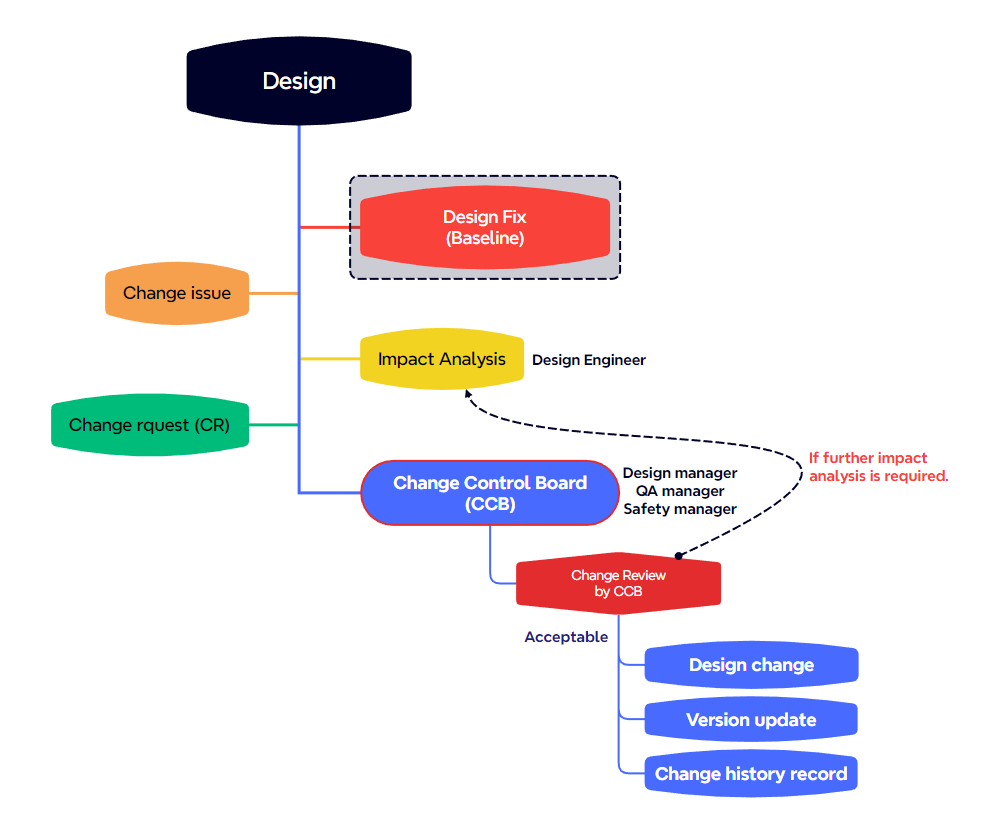 Design
Design Fix
(Baseline)
Change issue
Impact Analysis
Design Engineer
Change rquest (CR)
Change Control Board
(CCB)
Design manager
QA manager
Safety manager
If further impact
analysis is required.
Change Review
by CCB
Acceptable
Design change
Version update
Change history record